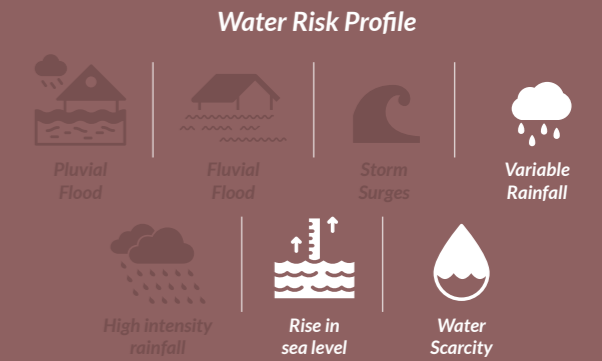 Water Risk Profile
Pluvial
Flood
Fluvial
Flood
Storm
Surges
Variable
Rainfall
High intensity
rainfall
Rise in
sea level
Water
Scarcity